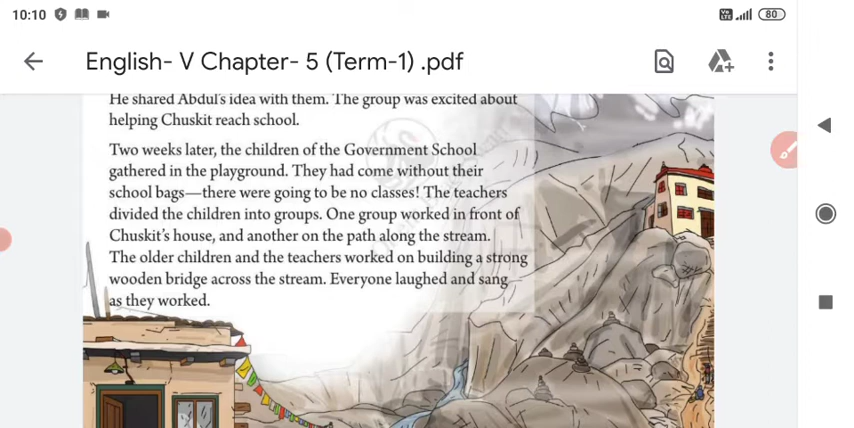 10:10
80
English- V Chapter- 5 (Term-1) .pdf
He shared Abdul's idea with them. The group was excited about
helping Chuskit reach school.
Two weeks later, the children of the Government School
gathered in the playground. They had come without their
school bags—there were going to be no classes! The teachers
divided the children into groups. One group worked in front of
Chuskit's house, and another on the path along the stream.
The older children and the teachers worked on building a strong
wooden bridge across the stream. Everyone laughed and sang
as they worked.